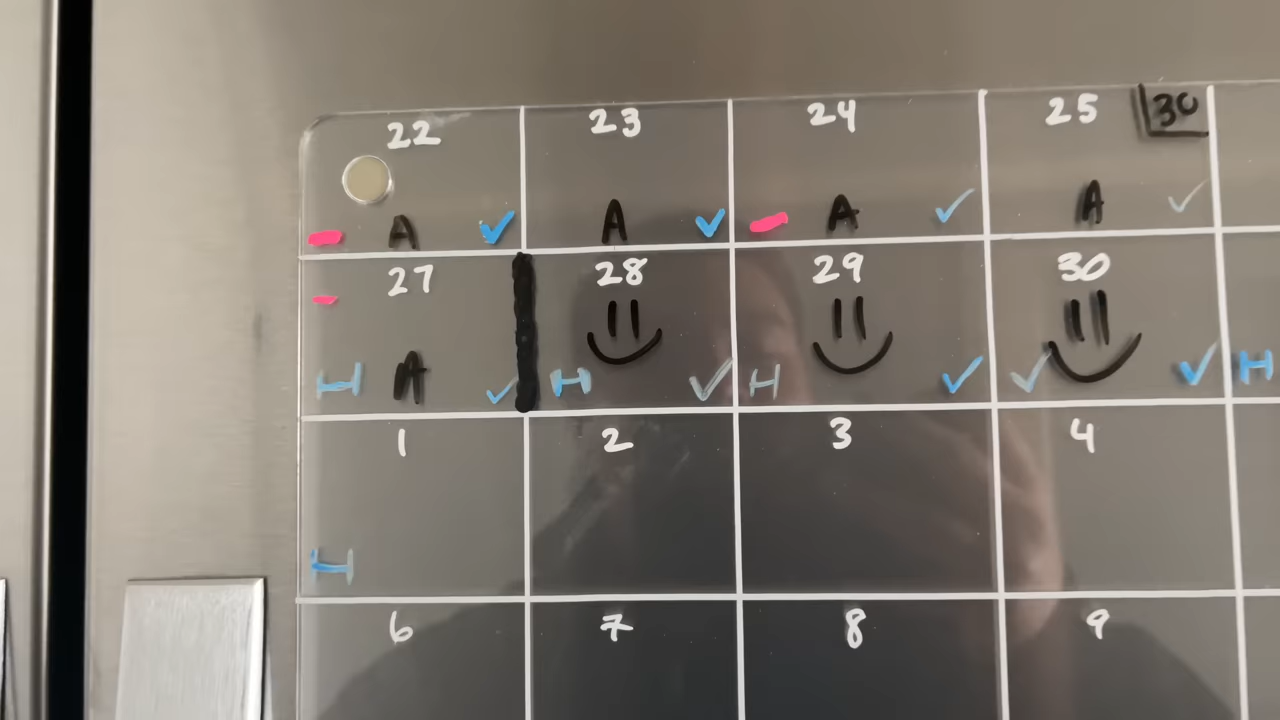 22 23 24 25 30
A ✓ A ✓ A ✓ A ✓
27 28 29 30
H A ✓ H ✓ H ✓ ✓ ✓ H
1 2 3 4
H
6 7 8 9